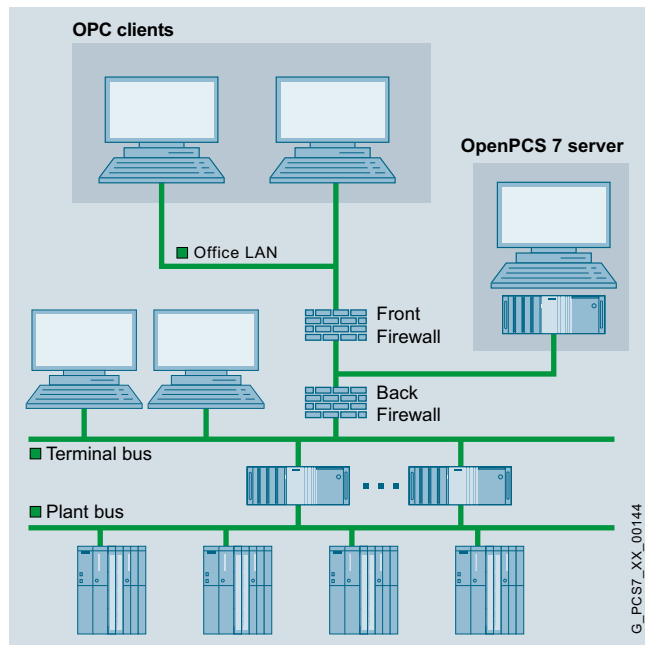 OPC clients
OpenPCS 7 server
Office LAN
Front
Firewall
Back
Firewall
Terminal bus
Plant bus
G_PCS7_XX_00144